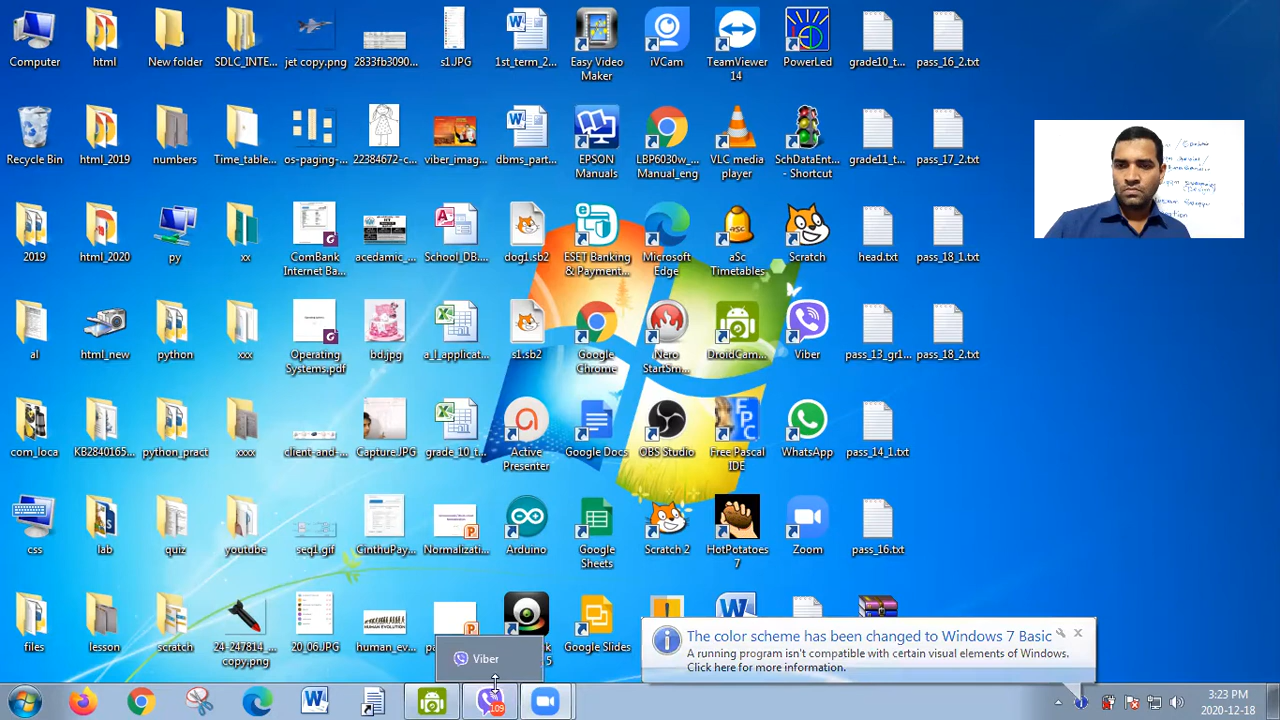 Computer
html
New folder
SDLC_INTE...
jet copy.png
2833fb3090...
s1.JPG
1st_term_2...
Easy Video
Maker
iVCam
TeamViewer
14
PowerLed
grade10_t...
pass_16_2.txt
Recycle Bin
html_2019
numbers
Time_table...
os-paging-...
22384672-c...
viber_imag...
dbms_part...
EPSON
Manuals
LBP6030w_...
Manual_eng
VLC media
player
SchDataEnt...
- Shortcut
grade11_t...
pass_17_2.txt
2019
html_2020
py
xx
ComBank
Internet Ba...
acedamic_...
School_DB....
dog1.sb2
ESET Banking
& Payment...
Microsoft
Edge
aSc
Timetables
Scratch
head.txt
pass_18_1.txt
al
html_new
python
xxx
Operating
Systems.pdf
bd.jpg
a_l_applicat...
s1.sb2
Google
Chrome
Nero
StartSm...
DroidCam...
Viber
pass_13_gr1...
pass_18_2.txt
com_loca
KB2840165...
python_pract
xxxx
client-and-...
Capture.JPG
grade_10_t...
Active
Presenter
Google Docs
OBS Studio
Free Pascal
IDE
WhatsApp
pass_14_1.txt
css
lab
quiz
youtube
seq1.gif
CinthuPay...
Normalizati...
Arduino
Google
Sheets
Scratch 2
HotPotatoes
7
Zoom
pass_16.txt
files
lesson
scratch
24-247814_...
copy.png
20_06.JPG
human_ev...
Google Slides
Viber
The color scheme has been changed to Windows 7 Basic
A running program isn't compatible with certain visual elements of Windows.
Click here for more information.
109
3:23 PM
2020-12-18